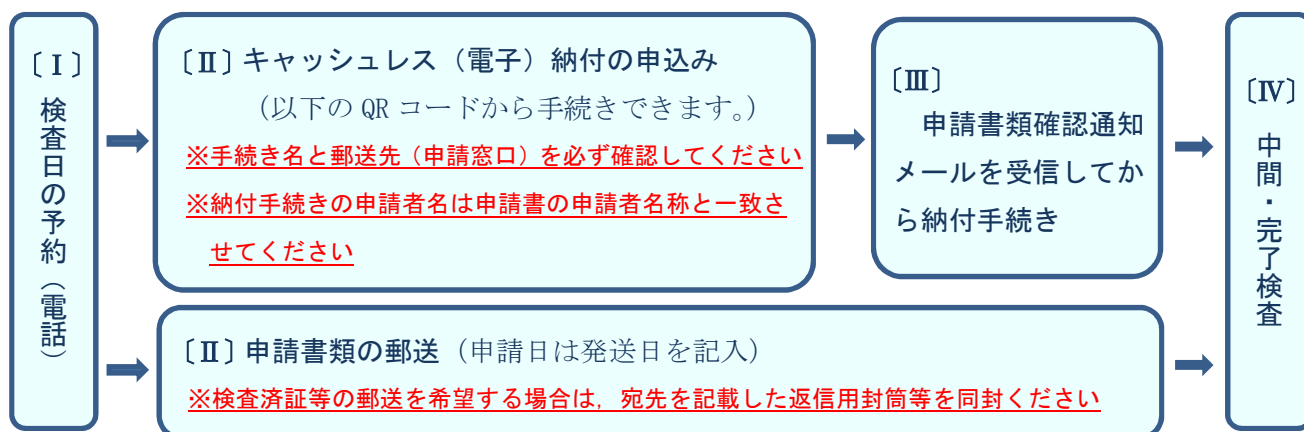 〔Ⅰ〕
検査日の予約（電話）
〔Ⅱ〕キャッシュレス（電子）納付の申込み
（以下の QR コードから手続きできます。）
※手続き名と郵送先（申請窓口）を必ず確認してください
※納付手続きの申請者名は申請書の申請者名称と一致さ
せてください
〔Ⅲ〕
申請書類確認通知
メールを受信してか
ら納付手続き
〔Ⅱ〕申請書類の郵送（申請日は発送日を記入）
※検査済証等の郵送を希望する場合は，宛先を記載した返信用封筒等を同封ください
〔Ⅳ〕
中間・完了検査